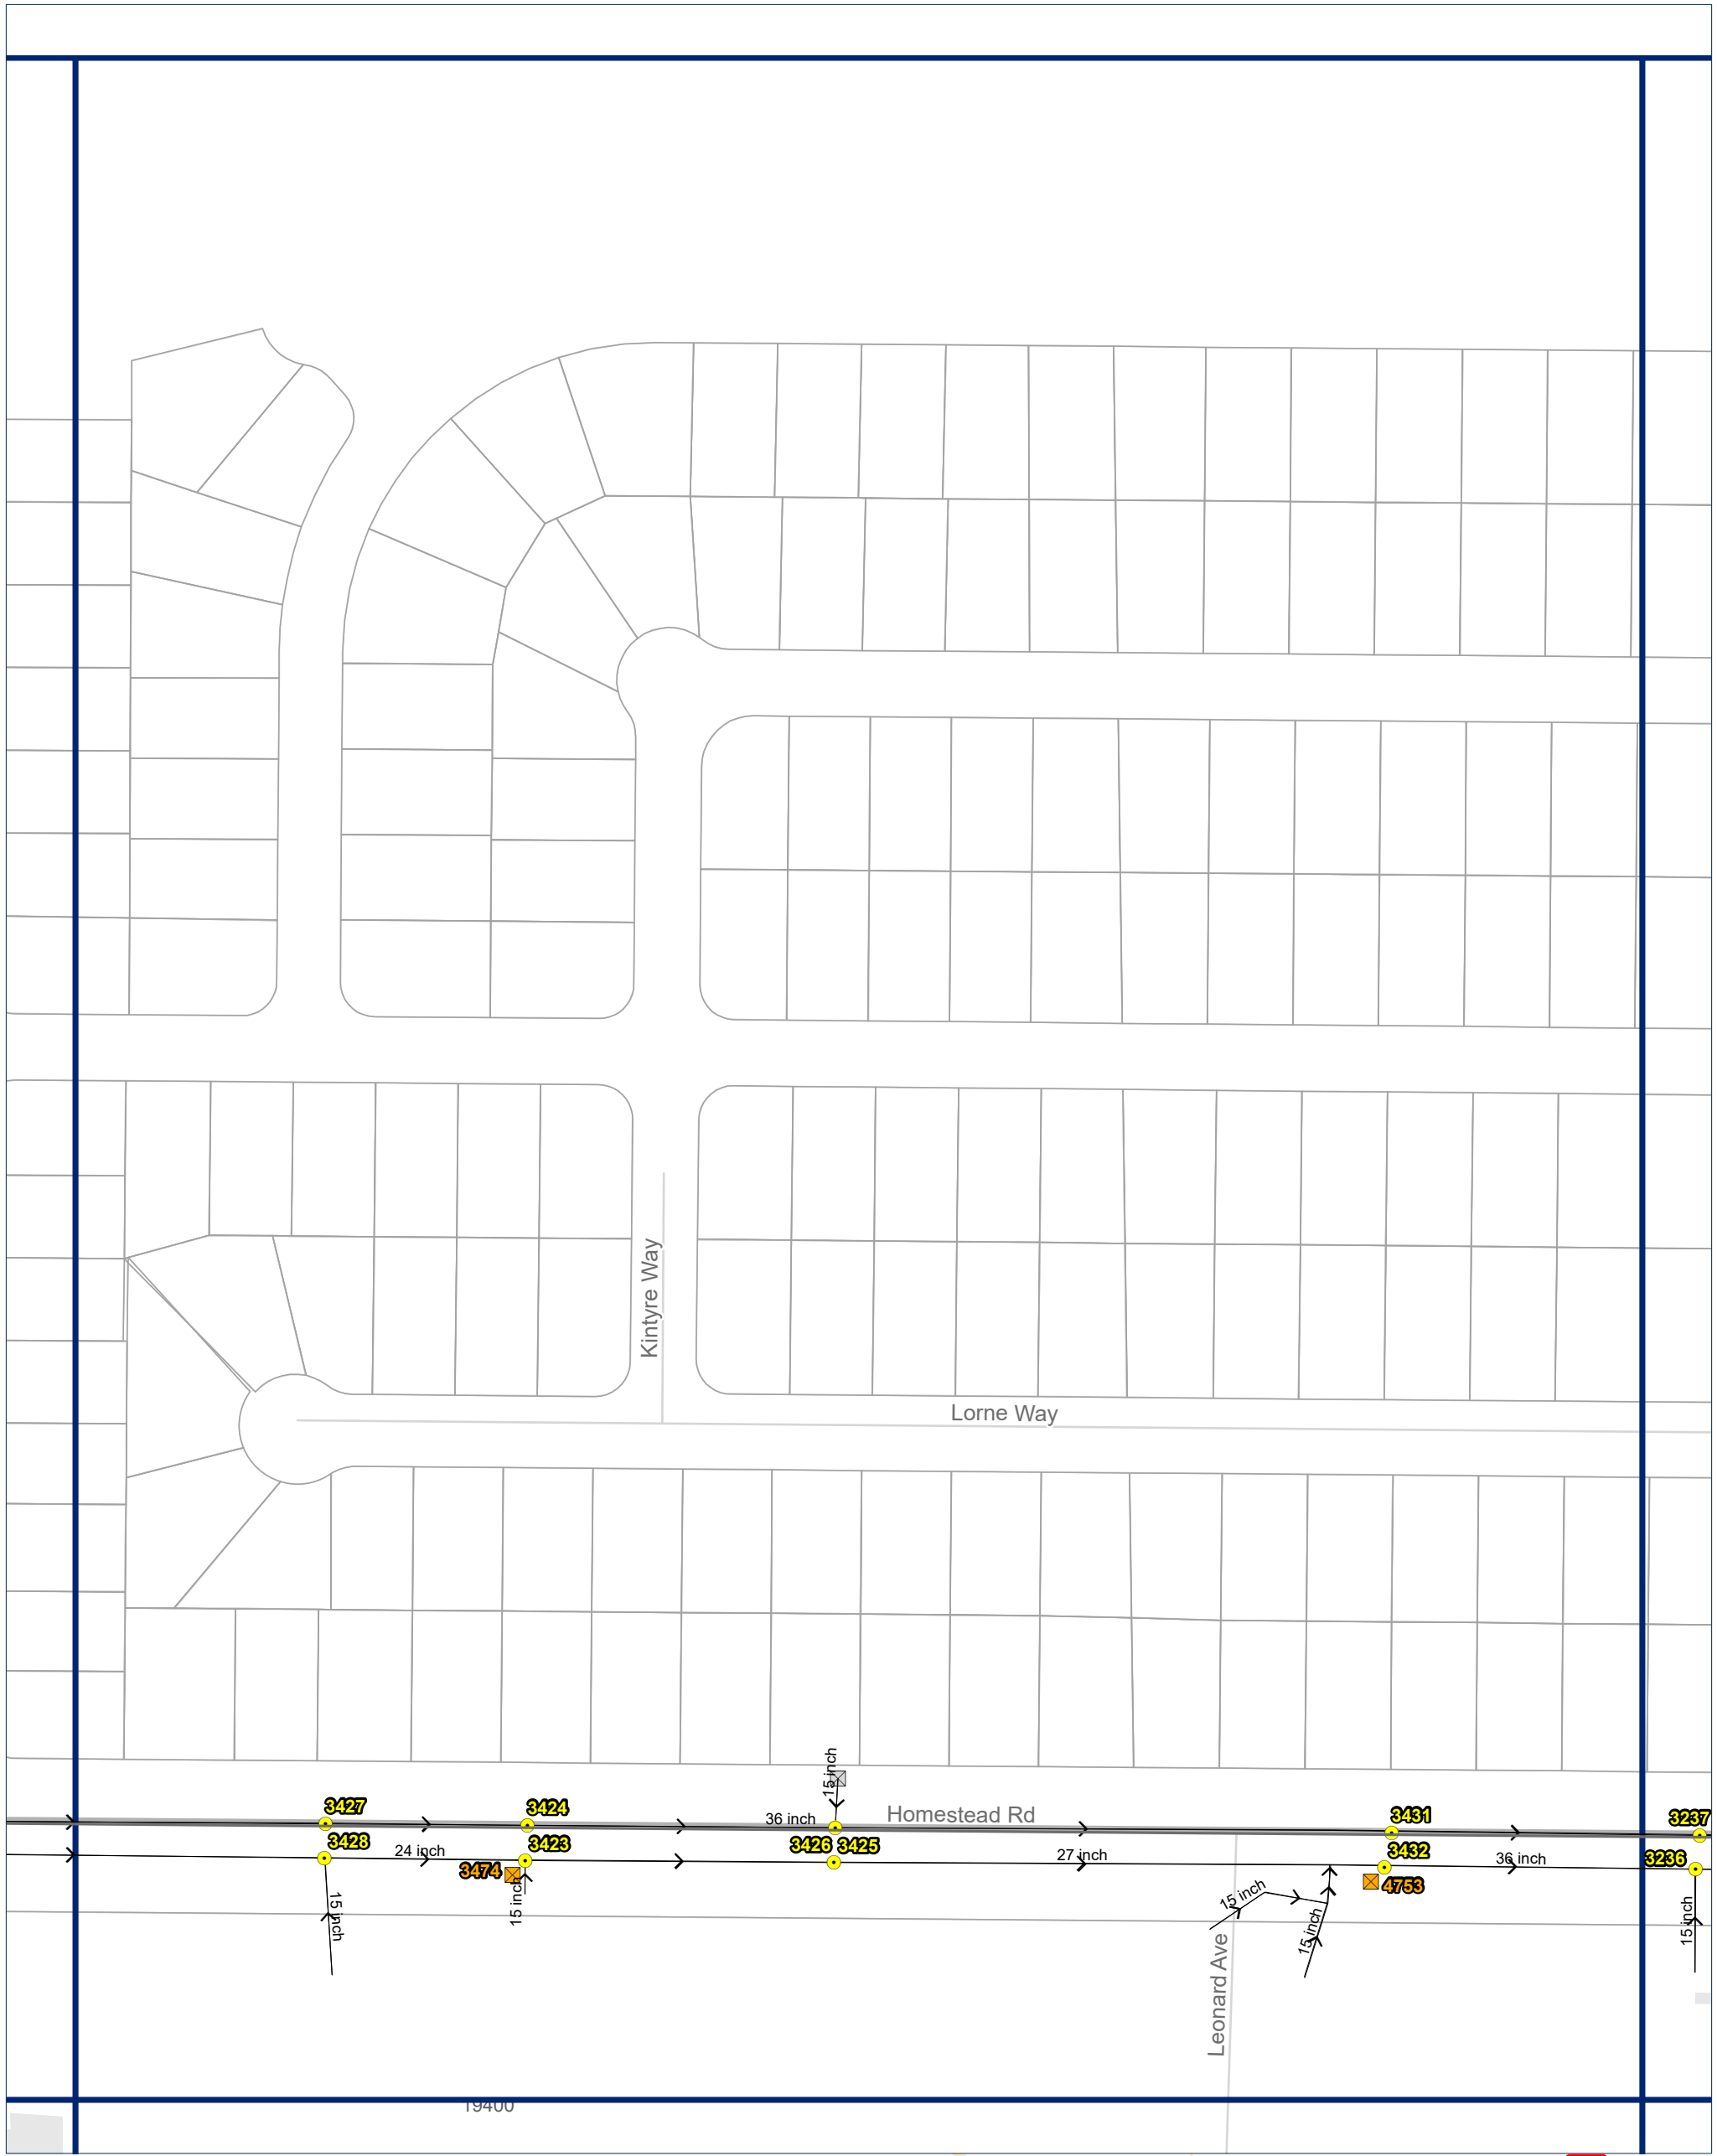 Kintyre Way
Lorne Way
15 inch
3427
3424
36 inch
Homestead Rd
3431
3237
3428
24 inch
3423
3426
3425
27 inch
3432
36 inch
3236
3474
15 inch
15 inch
15 inch
15 inch
4753
15 inch
Leonard Ave
19400